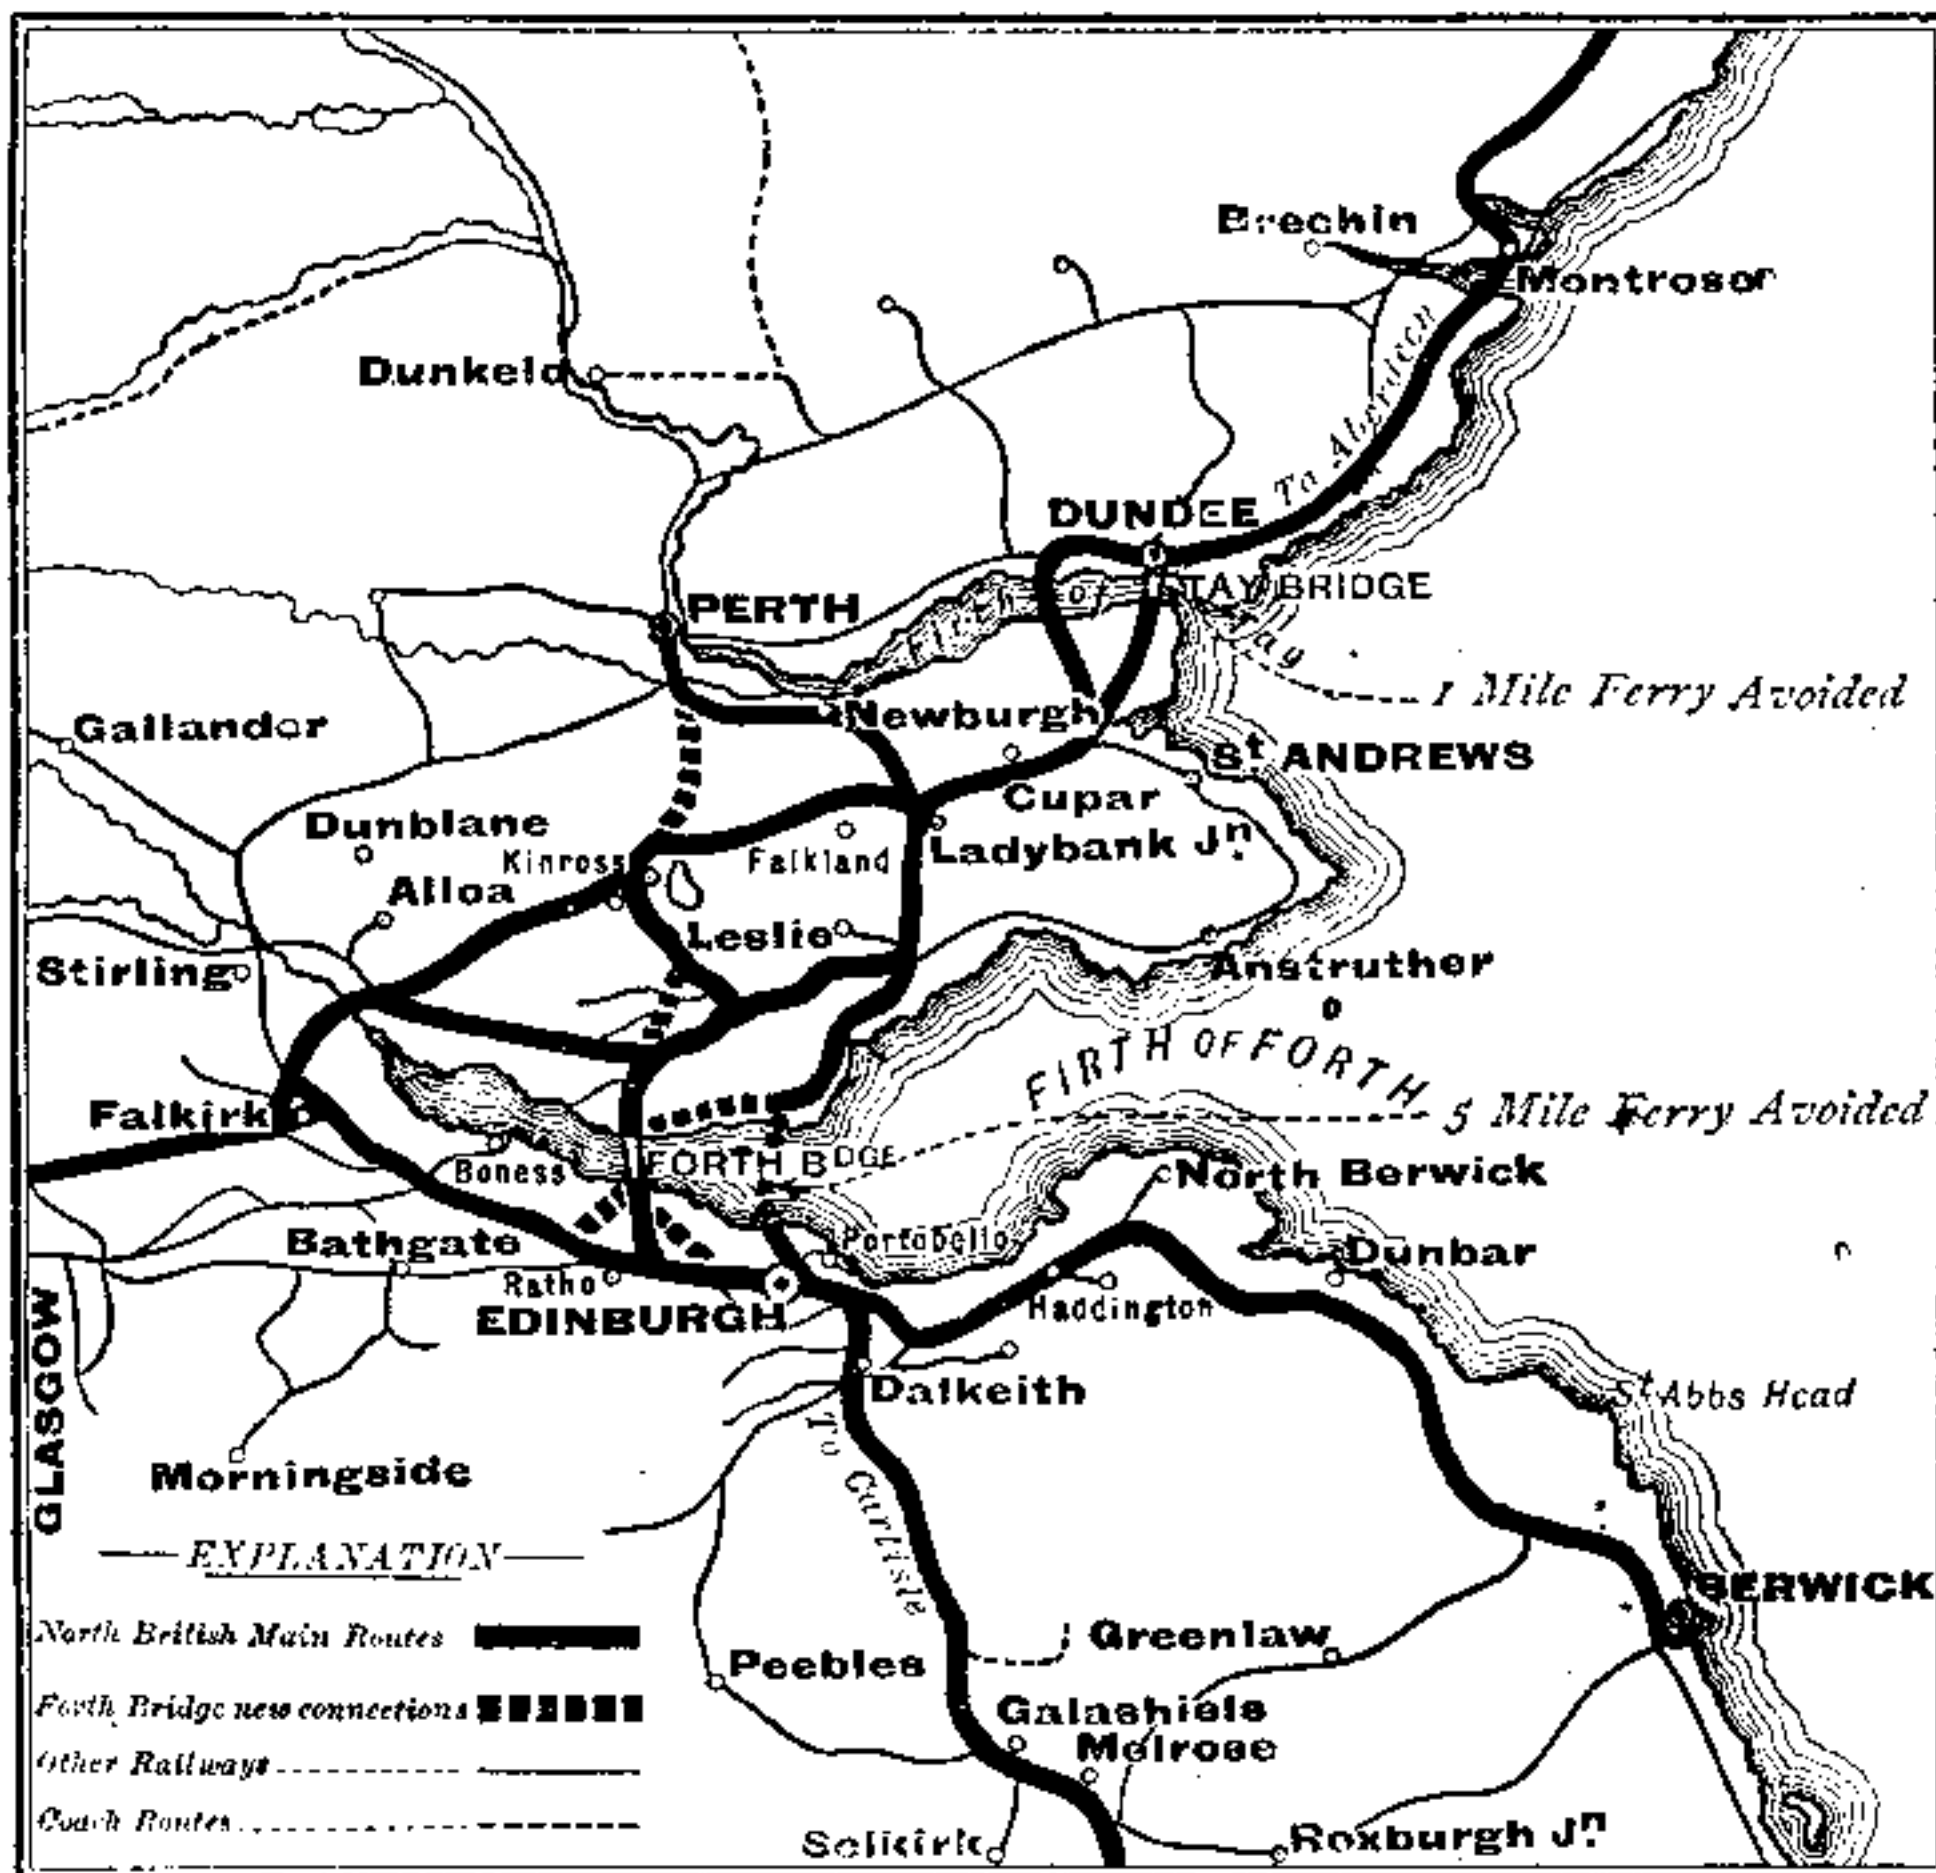 Brechin
Montrose
Dunkeld
To Aberdeen
DUNDEE
TAY BRIDGE
PERTH
Firth of Tay
1 Mile Ferry Avoided
Newburgh
Callander
St. ANDREWS
Cupar
Dunblane
Ladybank Jn.
Kinross
Falkland
Alloa
Leslie
Stirling
Anstruther
FIRTH OF FORTH
5 Mile Ferry Avoided
Falkirk
FORTH BDGE
Boness
North Berwick
Portobello
Bathgate
Dunbar
Ratho
EDINBURGH
Haddington
GLASGOW
Dalkeith
St Abbs Head
To Carlisle
Morningside
EXPLANATION
BERWICK
North British Main Routes
Greenlaw
Peebles
Forth Bridge new connections
Galashiels
Melrose
Other Railways
Coach Routes
Selkirk
Roxburgh Jn.